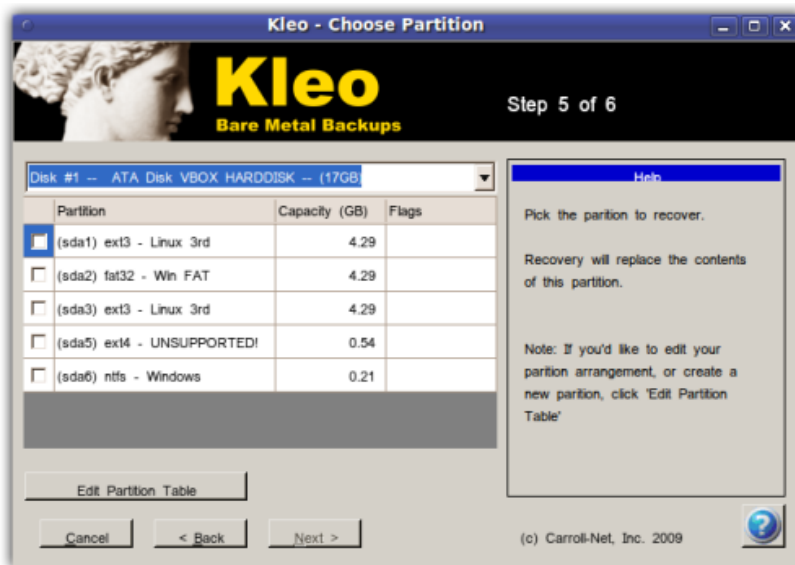 Kleo - Choose Partition
Kleo
Bare Metal Backups
Step 5 of 6
Disk #1 -- ATA Disk VBOX HARDDISK -- (17GB)
Partition Capacity (GB) Flags
(sda1) ext3 - Linux 3rd 4.29
(sda2) fat32 - Win FAT 4.29
(sda3) ext3 - Linux 3rd 4.29
(sda5) ext4 - UNSUPPORTED! 0.54
(sda6) ntfs - Windows 0.21
Edit Partition Table
Cancel < Back Next >
Help
Pick the parition to recover.
Recovery will replace the contents
of this partition.
Note: If you'd like to edit your
parition arrangement, or create a
new parition, click 'Edit Partition
Table'
(c) Carroll-Net, Inc. 2009
?